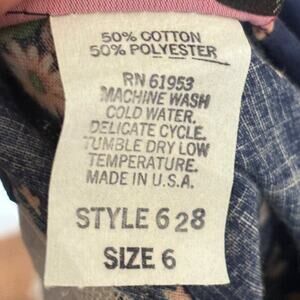 50% COTTON
50% POLYESTER
RN 61953
MACHINE WASH
COLD WATER.
DELICATE CYCLE.
TUMBLE DRY LOW
TEMPERATURE.
MADE IN U.S.A.
STYLE 628
SIZE 6